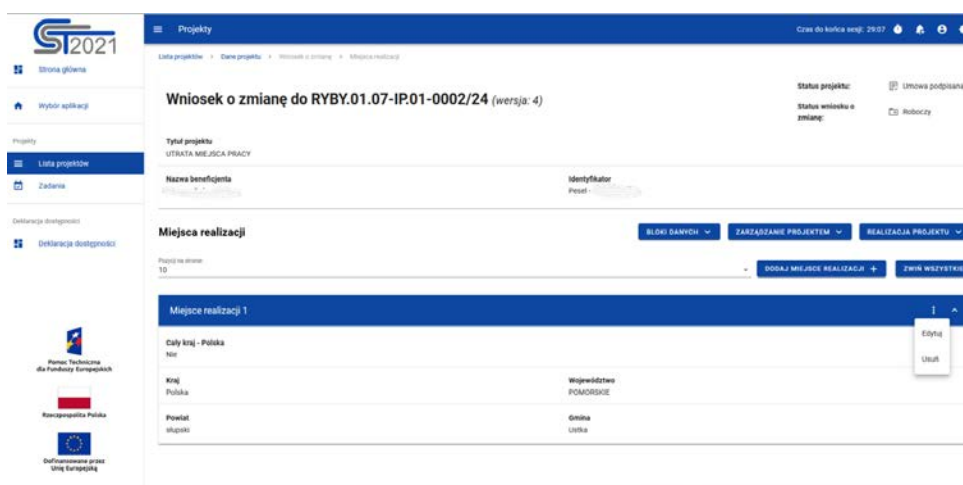 CST2021
Projekty
Czas do końca sesji: 29:07
Strona główna
Wybór aplikacji
Projekty
Lista projektów
Zadania
Deklaracja dostępności
Deklaracja dostępności
Pomoc Techniczna
dla Funduszy Europejskich
Rzeczpospolita Polska
Dofinansowane przez
Unię Europejską
Lista projektów > Dane projektu > Wniosek o zmianę > Miejsca realizacji
Wniosek o zmianę do RYBY.01.07-IP.01-0002/24 (wersja: 4)
Status projektu: Umowa podpisana
Status wniosku o
zmianę: Roboczy
Tytuł projektu
UTRATA MIEJSCA PRACY
Nazwa beneficjenta
Identyfikator
Pesel -
Miejsca realizacji
BLOKI DANYCH
ZARZĄDZANIE PROJEKTEM
REALIZACJA PROJEKTU
Pozycji na stronie
10
DODAJ MIEJSCE REALIZACJI +
ZWIŃ WSZYSTKIE
Miejsce realizacji 1
Edytuj
Usuń
Cały kraj - Polska
Nie
Kraj
Polska
Województwo
POMORSKIE
Powiat
słupski
Gmina
Ustka